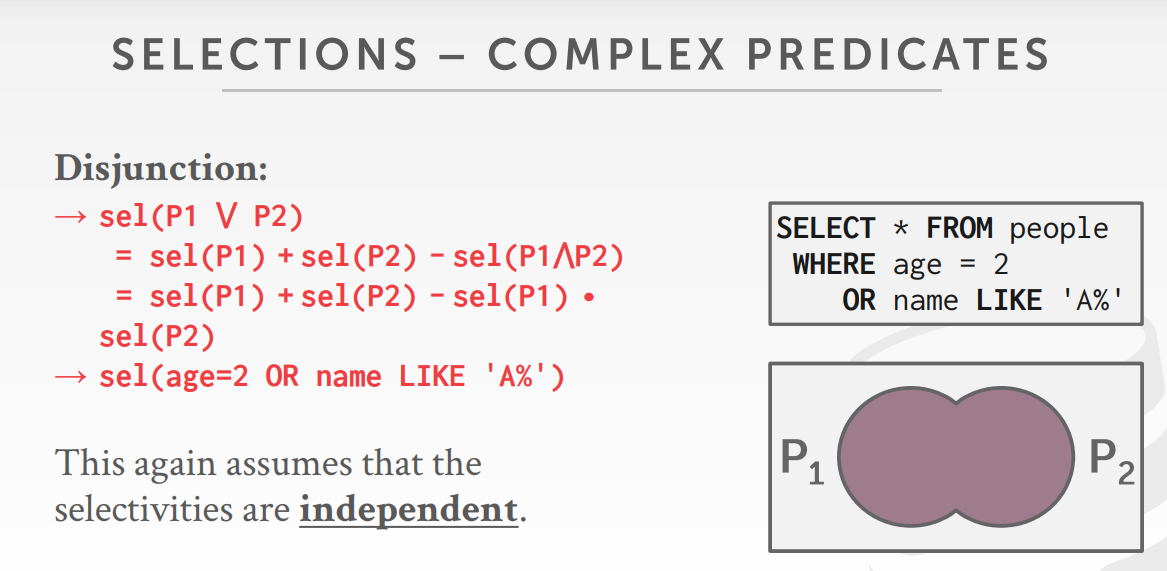 SELECTIONS – COMPLEX PREDICATES
Disjunction:
→ sel(P1 ⋁ P2)
= sel(P1) + sel(P2) – sel(P1⋀P2)
= sel(P1) + sel(P2) – sel(P1) •
sel(P2)
→ sel(age=2 OR name LIKE 'A%')
This again assumes that the
selectivities are independent.
SELECT * FROM people
WHERE age = 2
OR name LIKE 'A%'
P1
P2